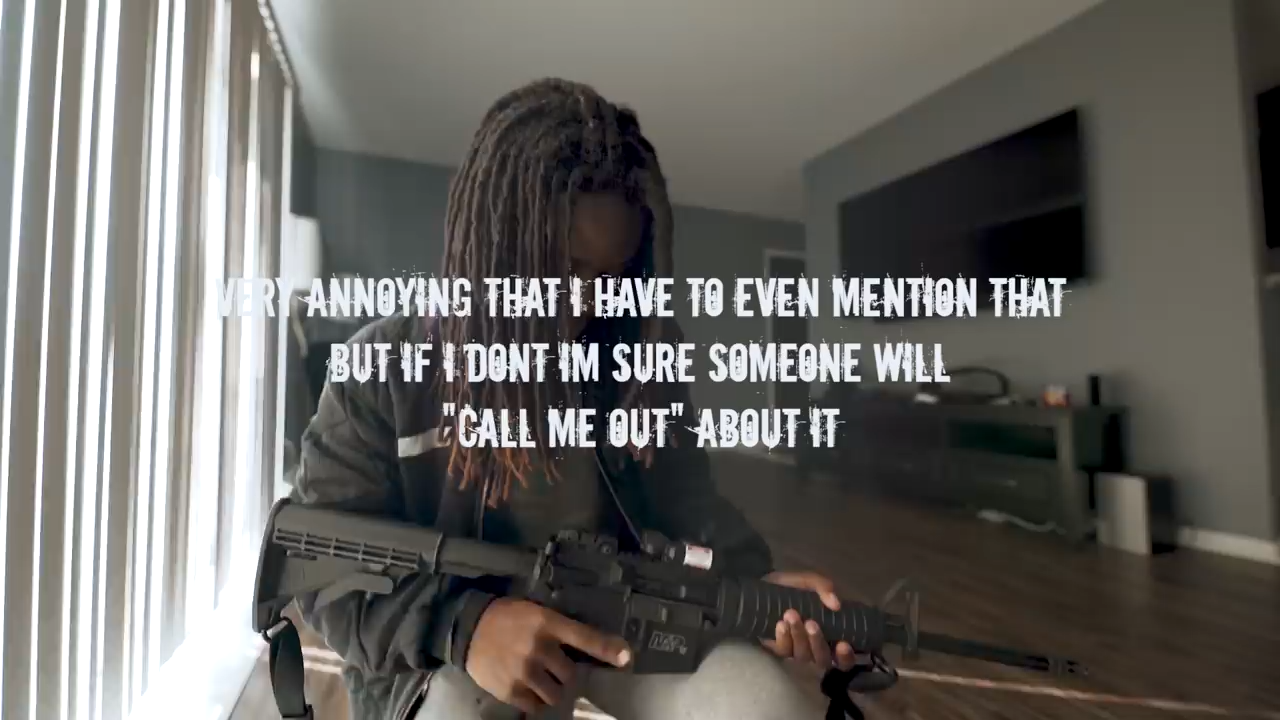 VERY ANNOYING THAT I HAVE TO EVEN MENTION THAT
BUT IF I DONT IM SURE SOMEONE WILL
"CALL ME OUT" ABOUT IT
M&P